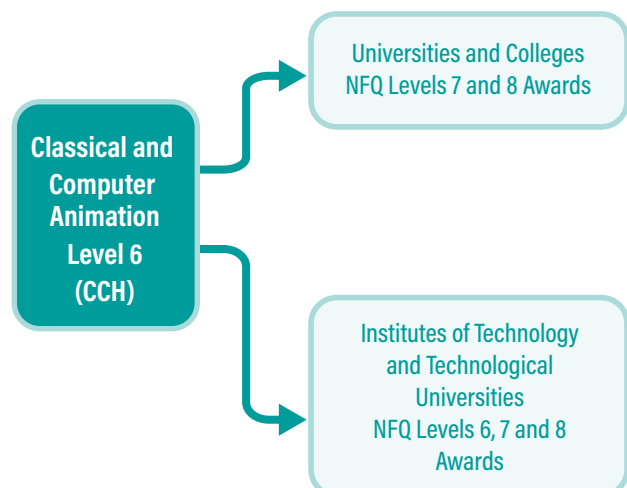 Classical and
Computer
Animation
Level 6
(CCH)
Universities and Colleges
NFQ Levels 7 and 8 Awards
Institutes of Technology
and Technological
Universities
NFQ Levels 6, 7 and 8
Awards